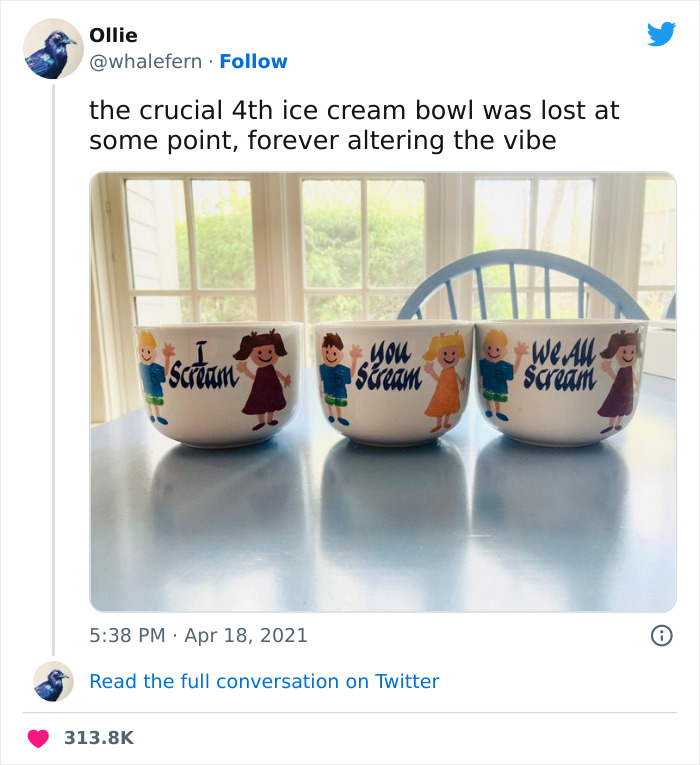 Ollie
@whalefern · Follow
the crucial 4th ice cream bowl was lost at
some point, forever altering the vibe
I
Scream
you
Scream
We All
Scream
5:38 PM · Apr 18, 2021
Read the full conversation on Twitter
313.8K